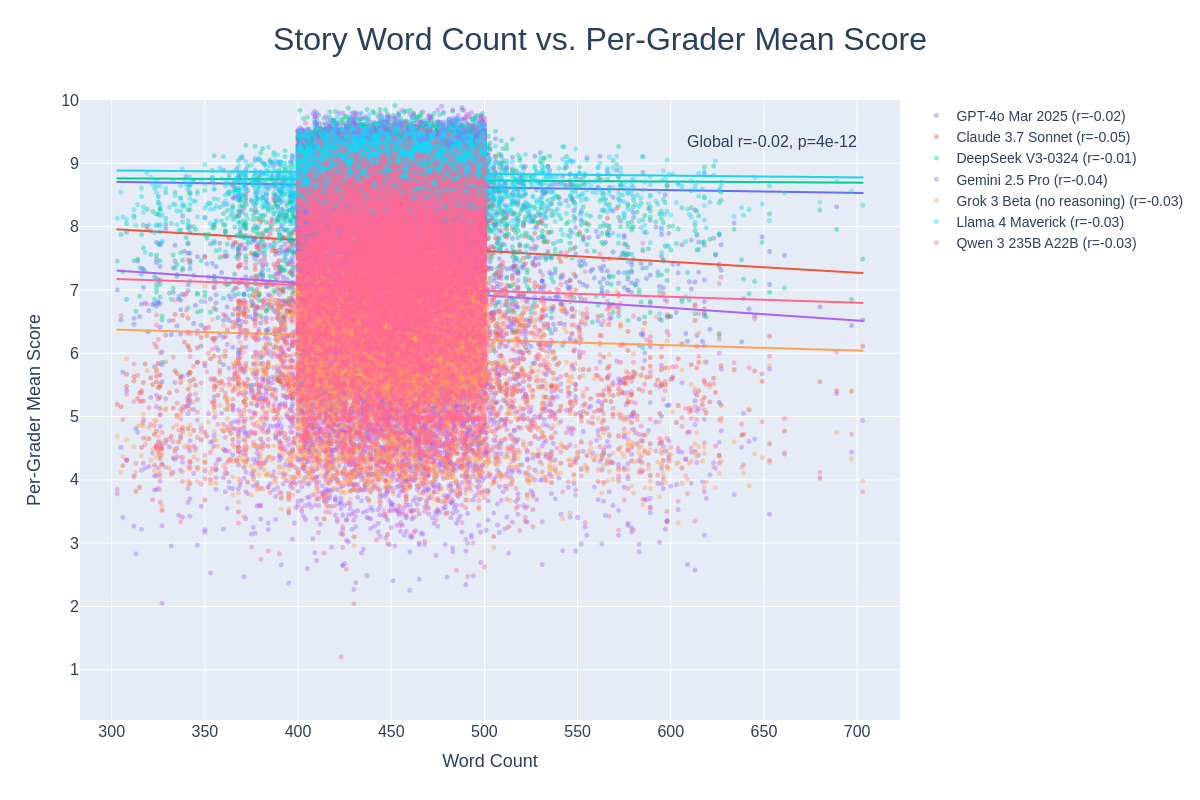 Story Word Count vs. Per-Grader Mean Score
Global r=-0.02, p=4e-12
GPT-4o Mar 2025 (r=-0.02)
Claude 3.7 Sonnet (r=-0.05)
DeepSeek V3-0324 (r=-0.01)
Gemini 2.5 Pro (r=-0.04)
Grok 3 Beta (no reasoning) (r=-0.03)
Llama 4 Maverick (r=-0.03)
Qwen 3 235B A22B (r=-0.03)
Per-Grader Mean Score
10
9
8
7
6
5
4
3
2
1
300 350 400 450 500 550 600 650 700
Word Count